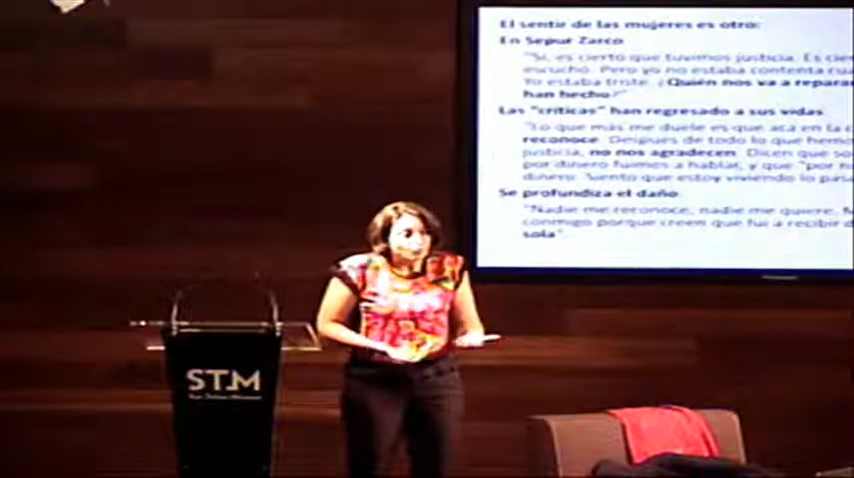 El sentir de las mujeres es otro:
En Sepur Zarco
"Sí, es cierto que tuvimos justicia. Es cier
escuchó. Pero yo no estaba contenta cua
Yo estaba triste. ¿Quién nos va a repara
han hecho?"
Las "críticas" han regresado a sus vidas
"Lo que más me duele es que acá en la c
reconoce. Después de todo lo que hemo
justicia, no nos agradecen. Dicen que so
por dinero fuimos a hablar, y que "por n
dinero. Siento que estoy viviendo lo pasa
Se profundiza el daño
"Nadie me reconoce, nadie me quiere,
conmigo porque creen que fui a recibir d
sola".
STM